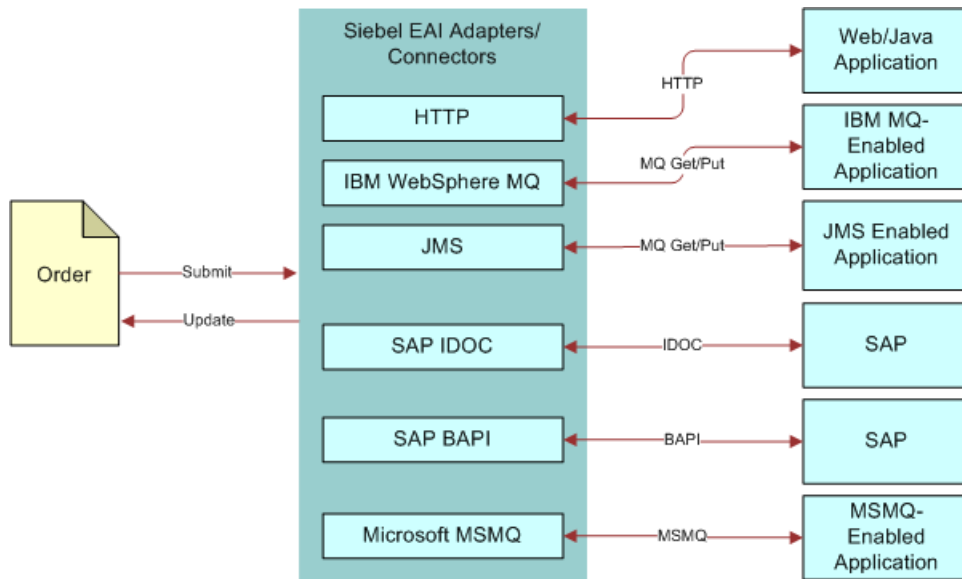 Siebel EAI Adapters/
Connectors
Web/Java
Application
HTTP
HTTP
IBM MQ-
Enabled
Application
MQ Get/Put
IBM WebSphere MQ
JMS Enabled
Application
MQ Get/Put
JMS
Order
Submit
Update
SAP IDOC
IDOC
SAP
SAP BAPI
BAPI
SAP
Microsoft MSMQ
MSMQ
MSMQ-
Enabled
Application